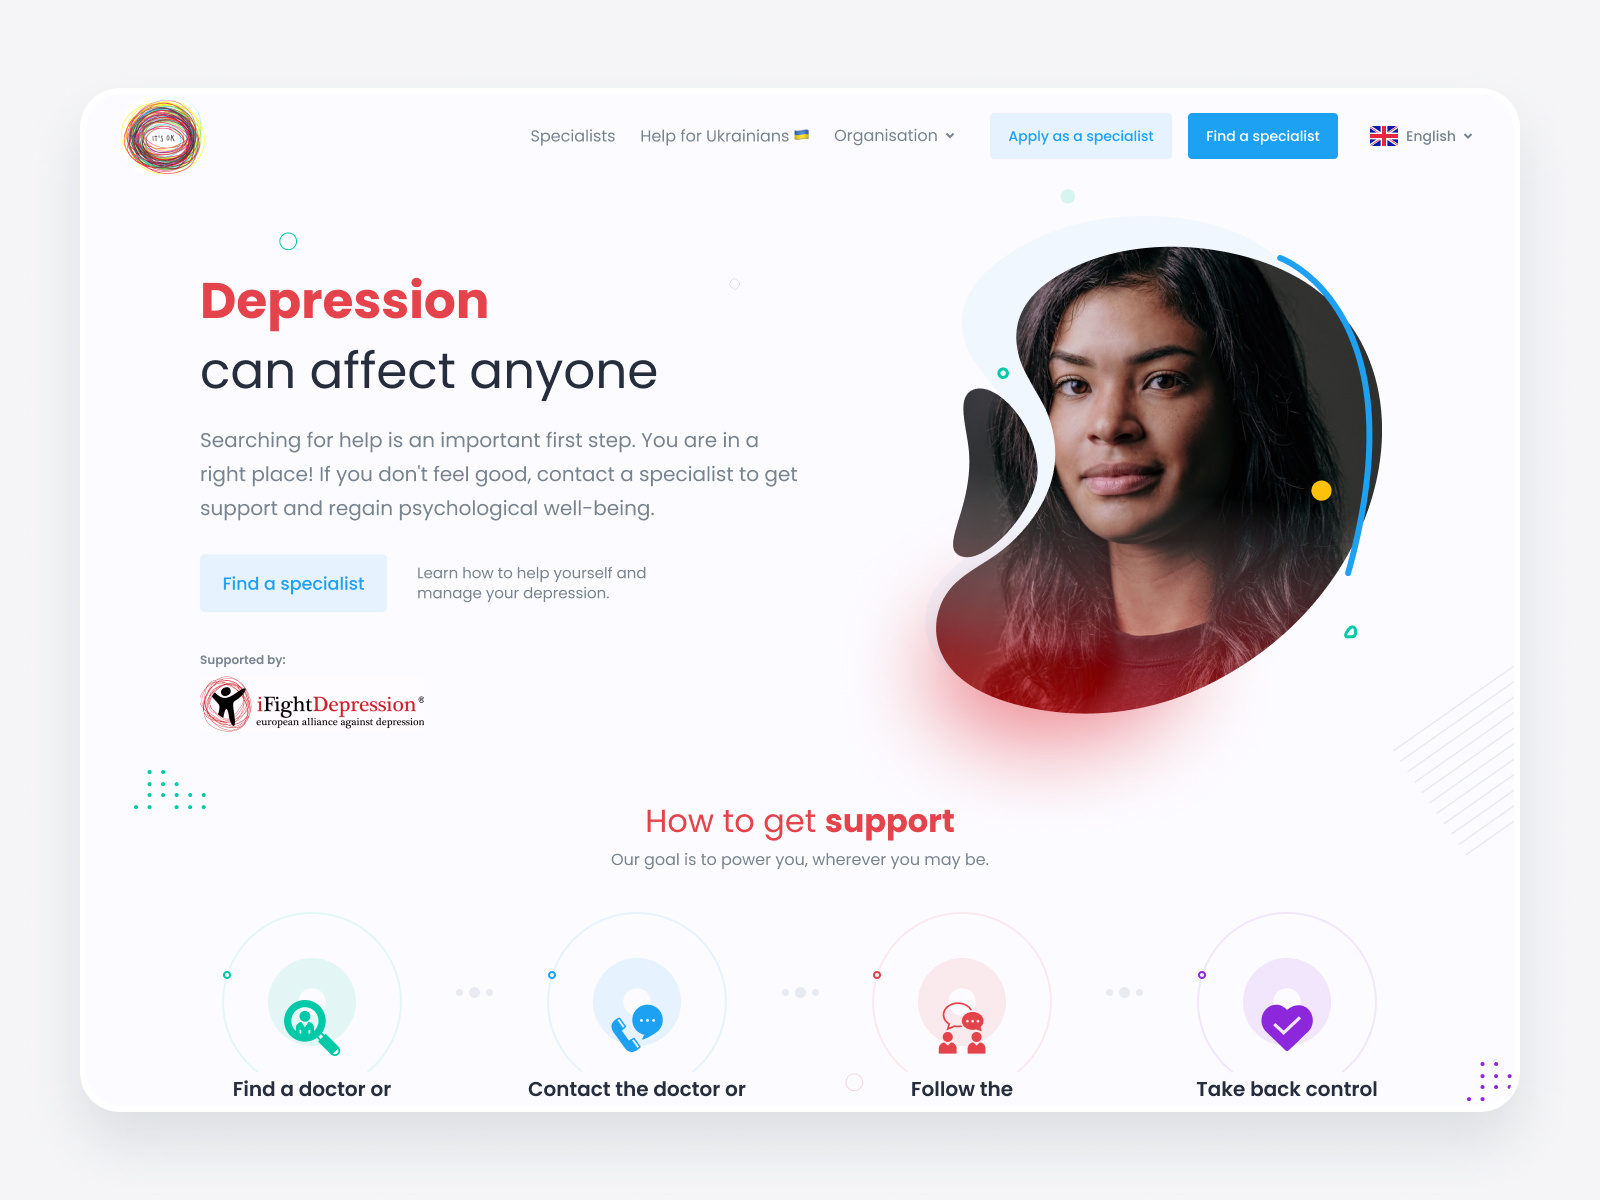 IT'S OK
Specialists
Help for Ukrainians
Organisation
Apply as a specialist
Find a specialist
English
Depression
can affect anyone
Searching for help is an important first step. You are in a
right place! If you don't feel good, contact a specialist to get
support and regain psychological well-being.
Find a specialist
Learn how to help yourself and
manage your depression.
Supported by:
iFightDepression®
european alliance against depression
How to get support
Our goal is to power you, wherever you may be.
Find a doctor or
Contact the doctor or
Follow the
Take back control